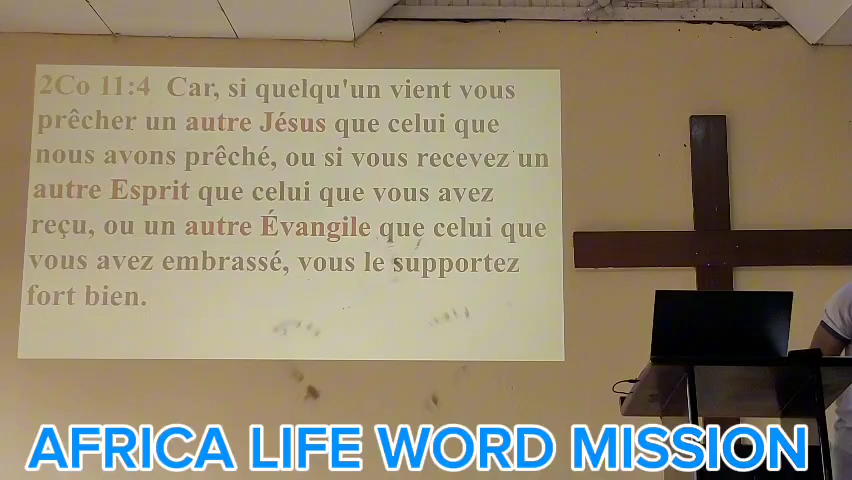 2Co 11:4 Car, si quelqu'un vient vous
prêcher un autre Jésus que celui que
nous avons prêché, ou si vous recevez un
autre Esprit que celui que vous avez
reçu, ou un autre Évangile que celui que
vous avez embrassé, vous le supportez
fort bien.
AFRICA LIFE WORD MISSION